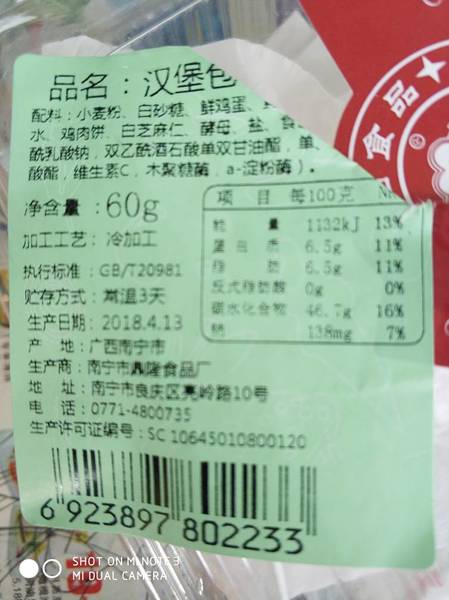 品名：汉堡包
配料：小麦粉、白砂糖、鲜鸡蛋、
水、鸡肉饼、白芝麻仁、酵母、盐、食
酰乳酸钠，双乙酰酒石酸单双甘油酯，单、
酸酯，维生素C，木聚糖酶，a-淀粉酶）。
净含量：60g
加工工艺：冷加工
执行标准：GB/T20981
贮存方式：常温3天
生产日期：2018.4.13
产 地：广西南宁市
生产商：南宁市鼎隆食品厂
地 址：南宁市良庆区亮岭路10号
电 话：0771-4800735
生产许可证编号：SC 10645010800120
项 目 每100克 N
能 量 1132kJ 13%
蛋白质 6.5g 11%
脂 肪 6.5g 11%
反式脂肪酸 0g 0%
碳水化合物 46.7g 16%
钠 138mg 7%
6 923897 802233
食品
SHOT ON MI NOTE 3
MI DUAL CAMERA